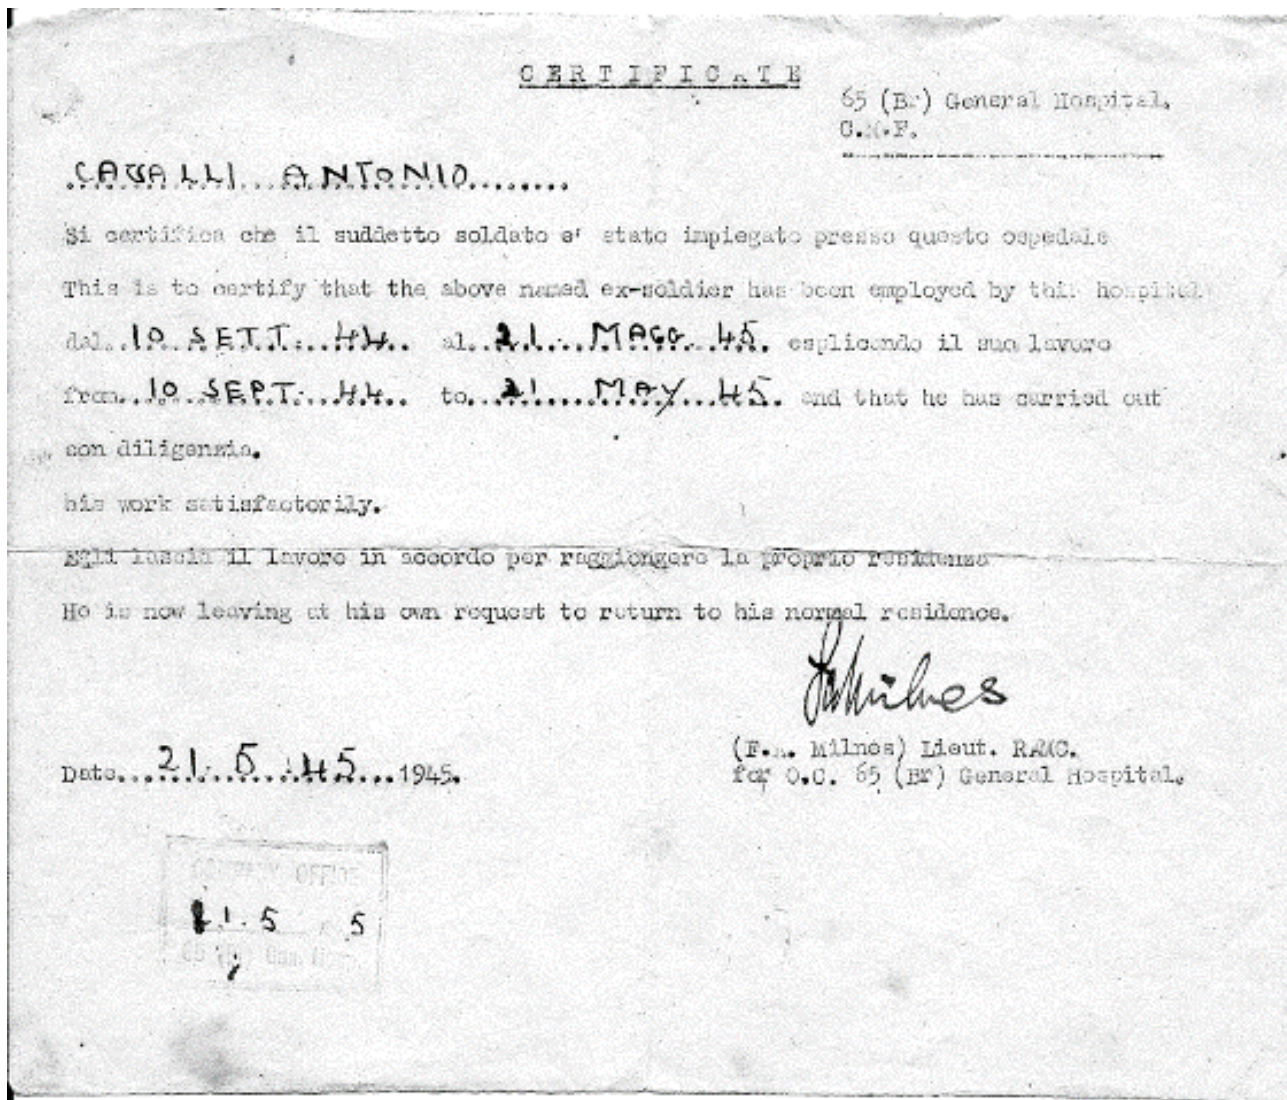 CERTIFICATE
65 (Br) General Hospital.
C.M.F.
CAVALLI ANTONIO
Si certifica che il suddetto soldato e' stato impiegato presso questo ospedale
This is to certify that the above named ex-soldier has been employed by this hospital
dal..10 SETT. 44.. al..21. MAGG 45. esplicando il suo lavoro
from..10 SEPT. 44.. to..21 MAY 45. and that he has carried out
con diligenzia.
his work satisfactorily.
Egli lascia il lavoro in accordo per raggiongere la proprio residenza
He is now leaving at his own request to return to his normal residence.
(F. Milnes) Lieut. RAMC.
Date...21.5.45...1945.
for O.C. 65 (Br) General Hospital.
COMPANY OFFICE
21.5 5